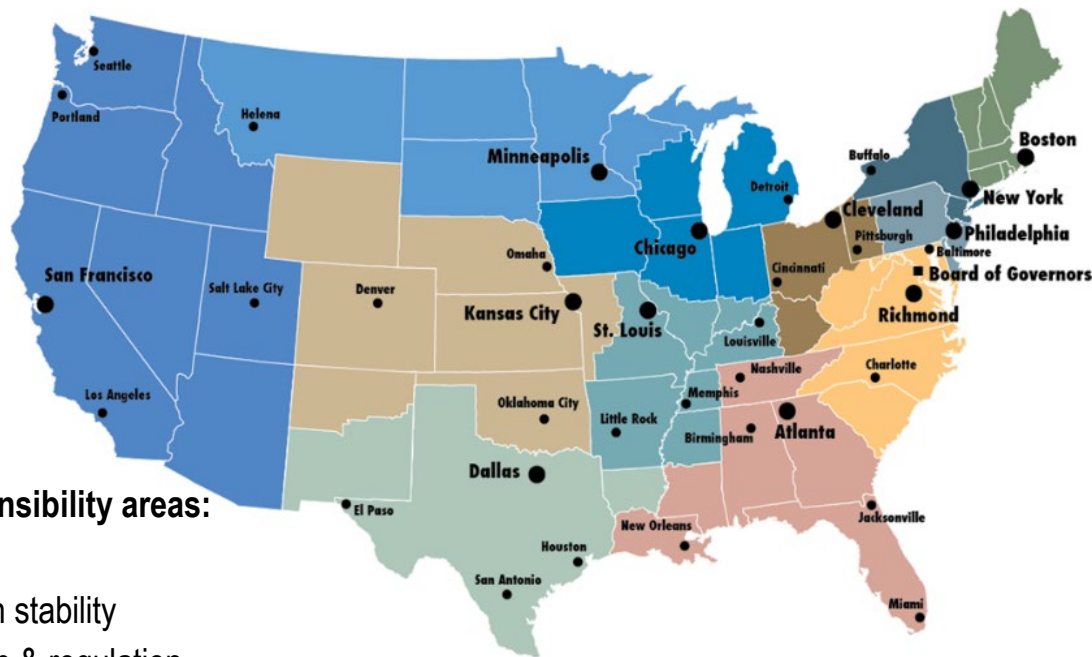 Seattle
Portland
Helena
Minneapolis
Boston
Buffalo
Detroit
New York
Cleveland
Philadelphia
Chicago
Pittsburgh
Baltimore
Omaha
Cincinnati
Board of Governors
San Francisco
Salt Lake City
Denver
Kansas City
St. Louis
Richmond
Louisville
Los Angeles
Nashville
Charlotte
Memphis
Oklahoma City
Little Rock
Birmingham
Atlanta
Dallas
nsibility areas:
El Paso
New Orleans
Jacksonville
Houston
San Antonio
stability
Miami
& regulation